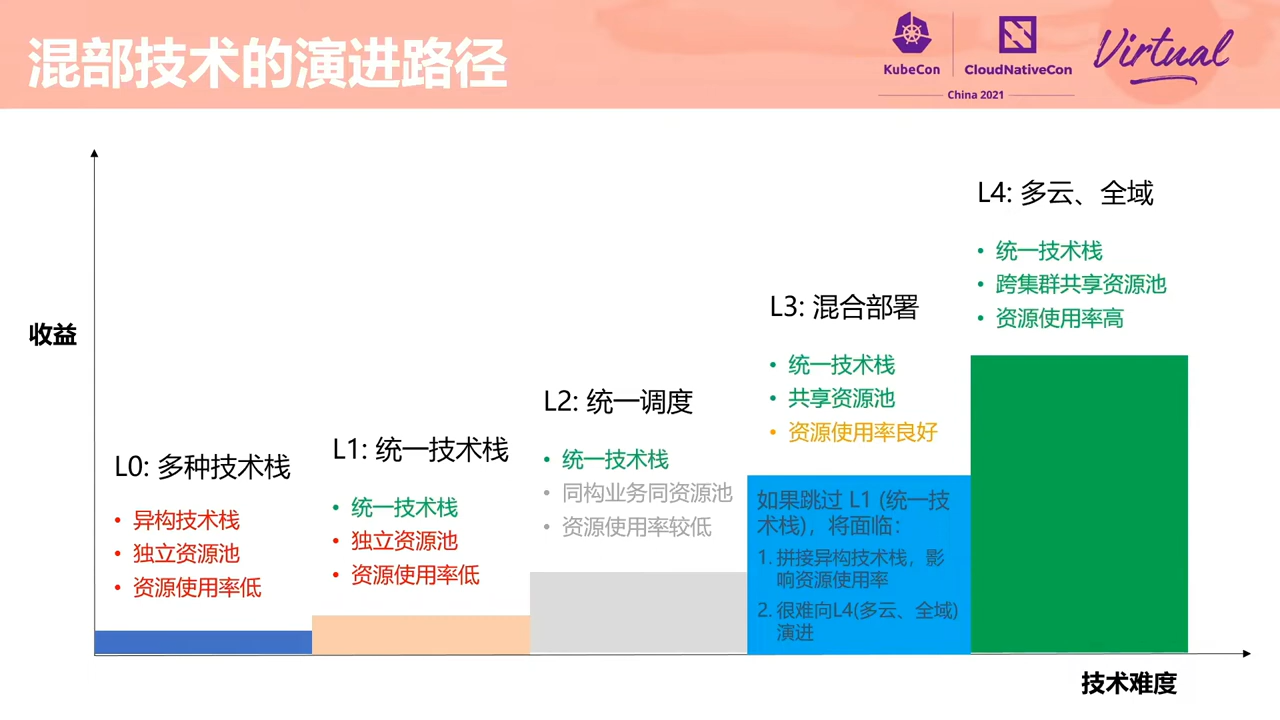 混部技术的演进路径
KubeCon
CloudNativeCon
China 2021
Virtual
收益
L0: 多种技术栈
• 异构技术栈
• 独立资源池
• 资源使用率低
L1: 统一技术栈
• 统一技术栈
• 独立资源池
• 资源使用率低
L2: 统一调度
• 统一技术栈
• 同构业务同资源池
• 资源使用率较低
L3: 混合部署
• 统一技术栈
• 共享资源池
• 资源使用率良好
如果跳过 L1 (统一技
术栈)，将面临：
1. 拼接异构技术栈，影
响资源使用率
2. 很难向L4(多云、全域)
演进
L4: 多云、全域
• 统一技术栈
• 跨集群共享资源池
• 资源使用率高
技术难度